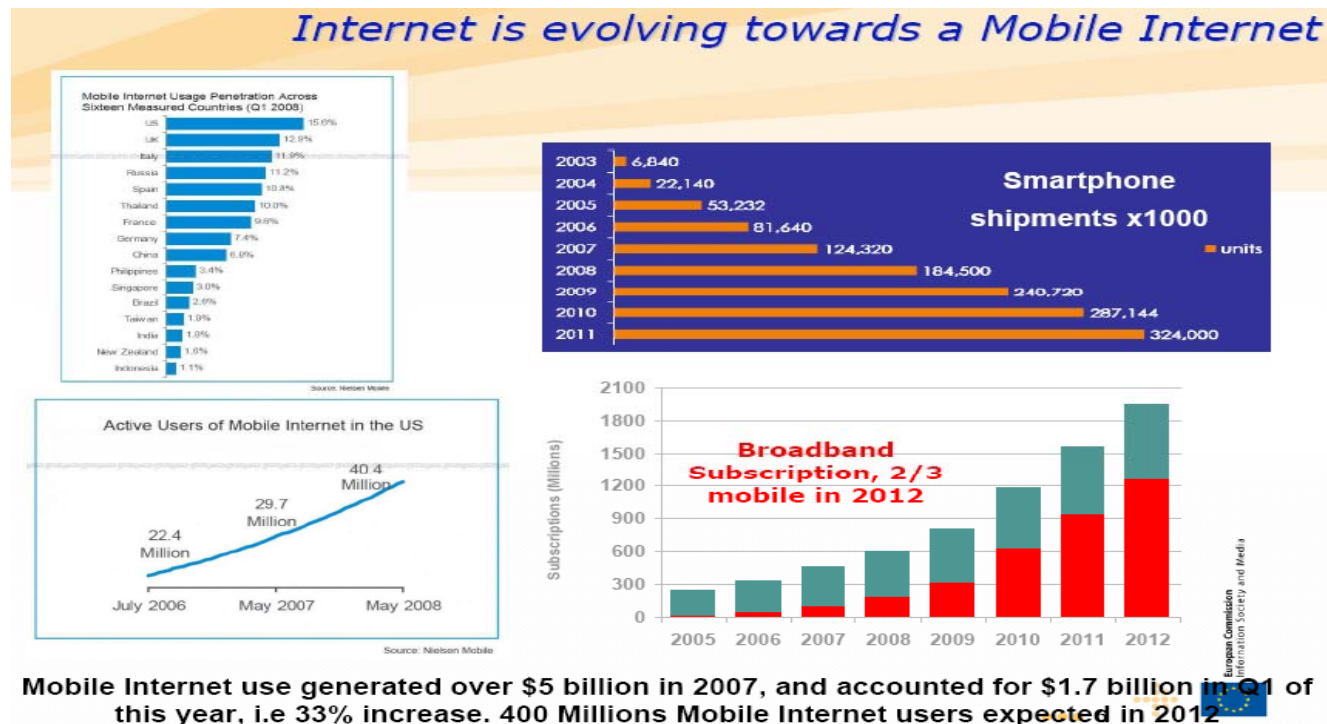 Internet is evolving towards a Mobile Internet
Mobile Internet Usage Penetration Across
Sixteen Measured Countries (Q1 2008)
US 15.6%
UK 12.9%
Italy 11.9%
Russia 11.2%
Spain 10.8%
Thailand 10.0%
France 9.6%
Germany 7.4%
China 6.8%
Philippines 3.4%
Singapore 3.0%
Brazil 2.6%
Taiwan 1.9%
India 1.8%
New Zealand 1.6%
Indonesia 1.1%
Source: Nielsen Mobile
Smartphone
shipments x1000
units
2003 6,840
2004 22,140
2005 53,232
2006 81,640
2007 124,320
2008 184,500
2009 240,720
2010 287,144
2011 324,000
Active Users of Mobile Internet in the US
22.4
Million
29.7
Million
40.4
Million
July 2006 May 2007 May 2008
Source: Nielsen Mobile
Broadband
Subscription, 2/3
mobile in 2012
Subscriptions (Millions)
2100
1800
1500
1200
900
600
300
0
2005 2006 2007 2008 2009 2010 2011 2012
European Commission
Information Society and Media
Mobile Internet use generated over $5 billion in 2007, and accounted for $1.7 billion in Q1 of
this year, i.e 33% increase. 400 Millions Mobile Internet users expected in 2012